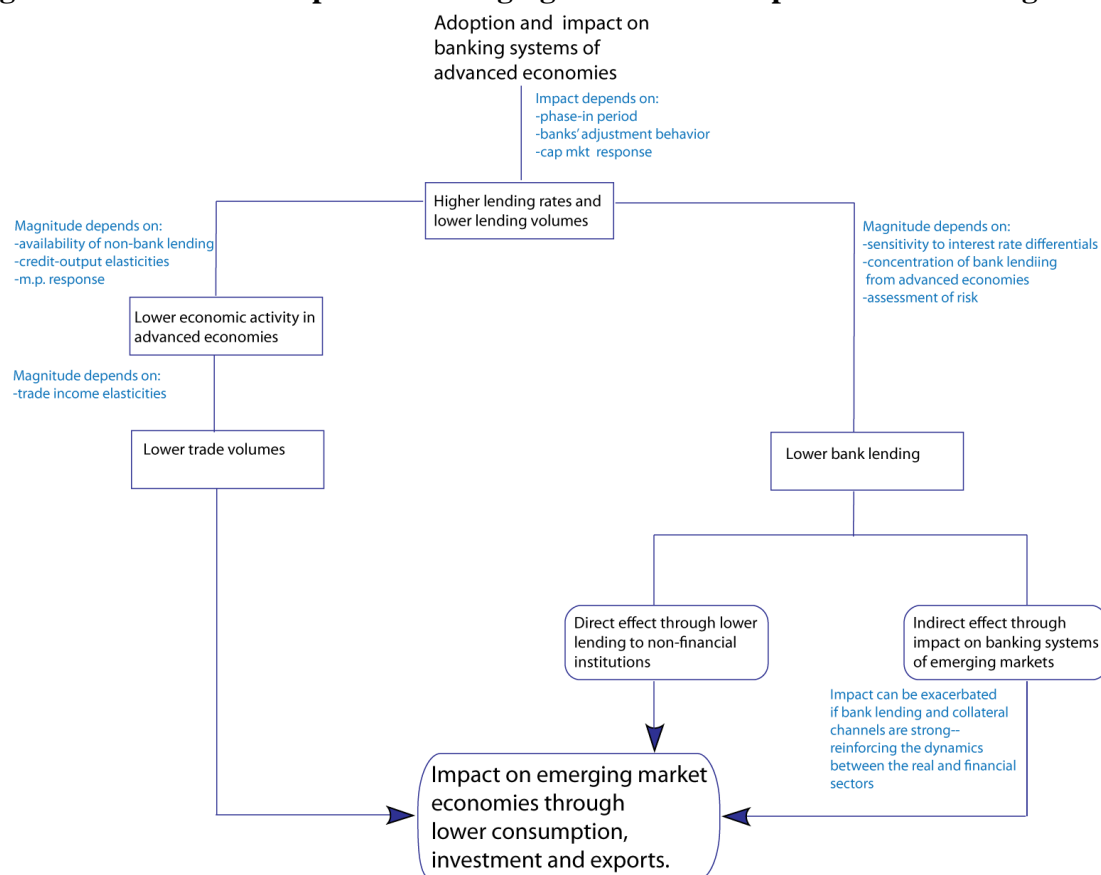 Adoption and impact on
banking systems of
advanced economies
Impact depends on:
-phase-in period
-banks' adjustment behavior
-cap mkt response
Higher lending rates and
lower lending volumes
Magnitude depends on:
-availability of non-bank lending
-credit-output elasticities
-m.p. response
Magnitude depends on:
-sensitivity to interest rate differentials
-concentration of bank lendiing
from advanced economies
-assessment of risk
Lower economic activity in
advanced economies
Magnitude depends on:
-trade income elasticities
Lower trade volumes
Lower bank lending
Direct effect through lower
lending to non-financial
institutions
Indirect effect through
impact on banking systems
of emerging markets
Impact can be exacerbated
if bank lending and collateral
channels are strong--
reinforcing the dynamics
between the real and financial
sectors
Impact on emerging market
economies through
lower consumption,
investment and exports.